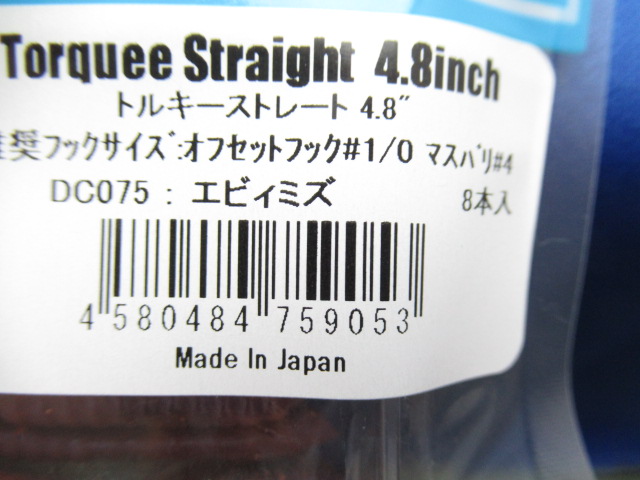 Torquee Straight 4.8inch
トルキーストレート 4.8"
奨フックサイズ:オフセットフック#1/0 マスバリ#4
DC075 : エビィミズ 8本入
4 580484 759053
Made In Japan